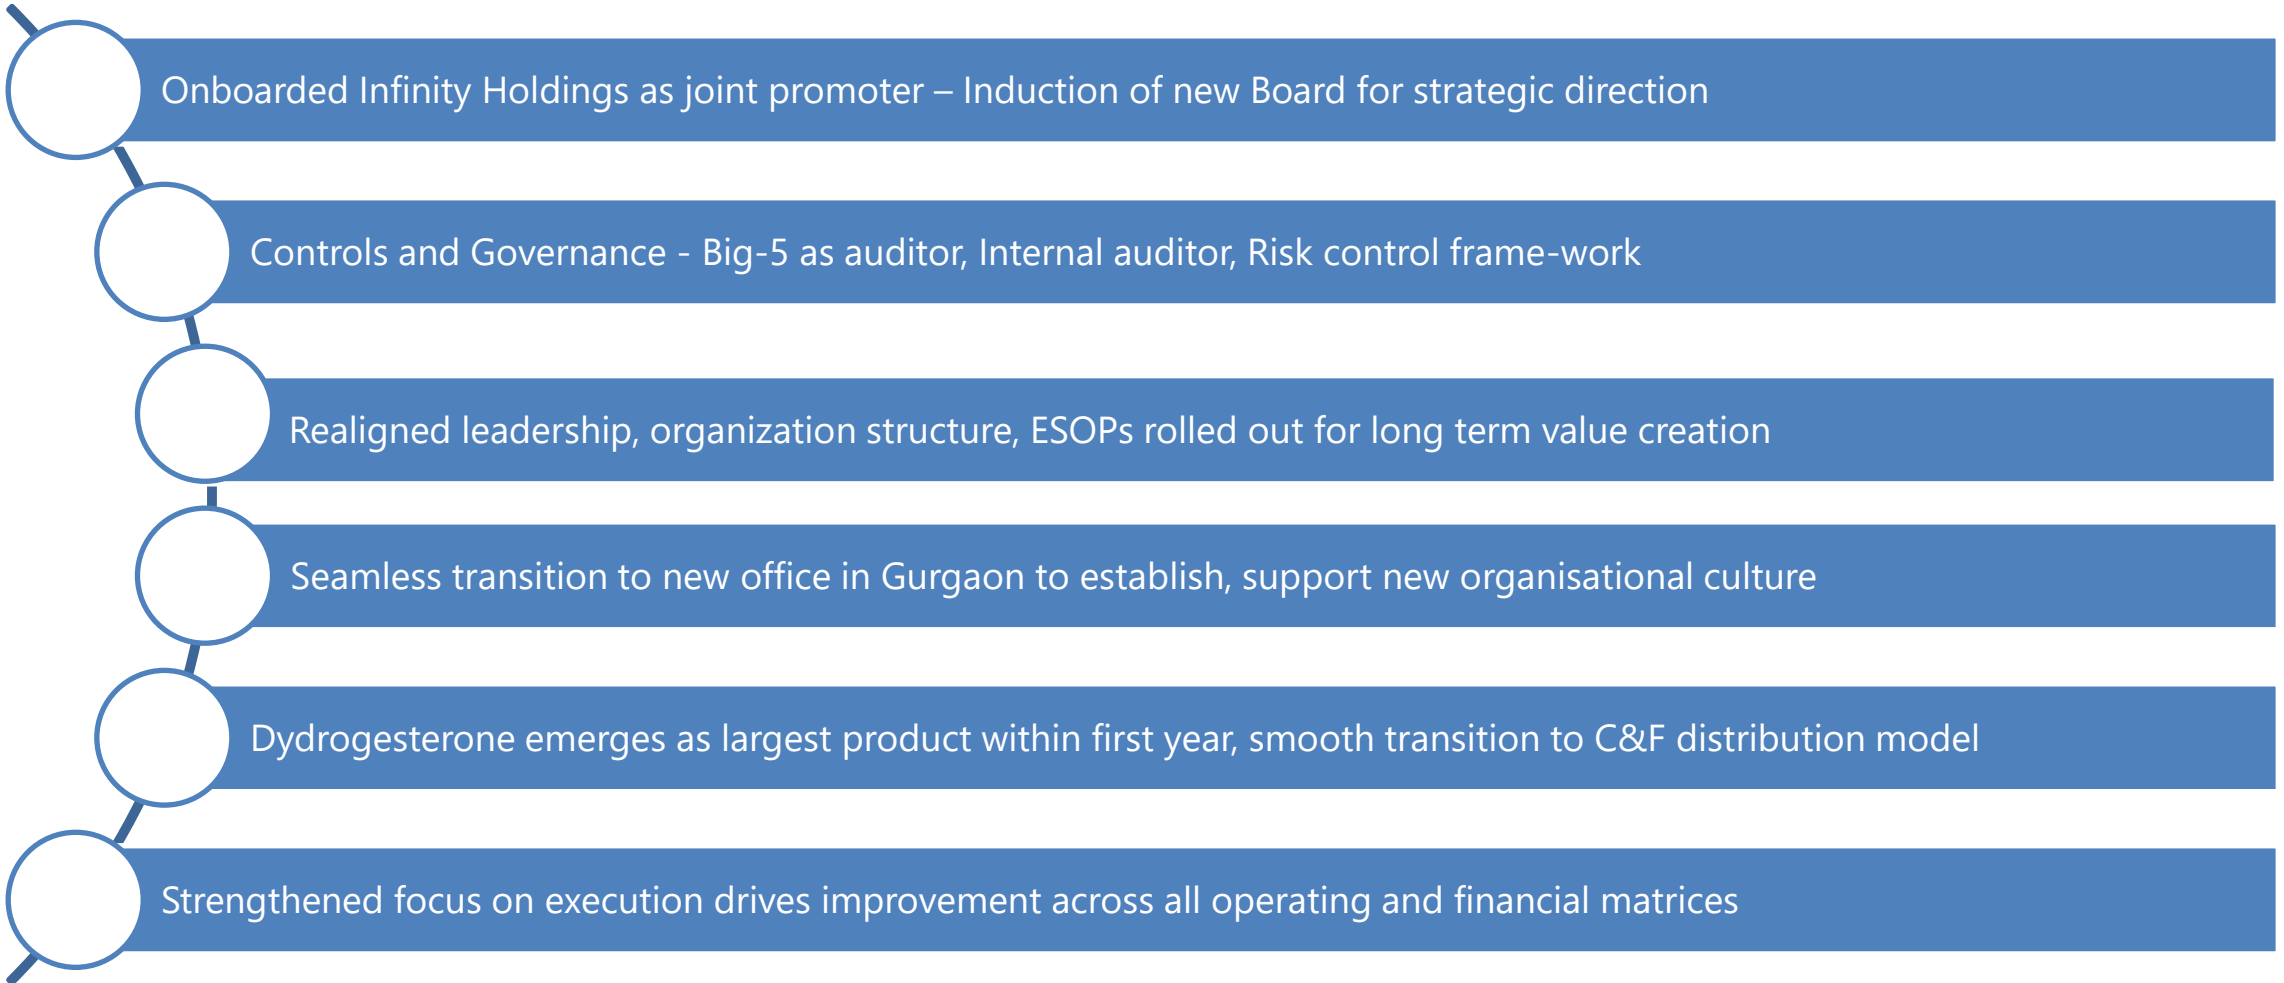 Onboarded Infinity Holdings as joint promoter – Induction of new Board for strategic direction
Controls and Governance - Big-5 as auditor, Internal auditor, Risk control frame-work
Realigned leadership, organization structure, ESOPs rolled out for long term value creation
Seamless transition to new office in Gurgaon to establish, support new organisational culture
Dydrogesterone emerges as largest product within first year, smooth transition to C&F distribution model
Strengthened focus on execution drives improvement across all operating and financial matrices